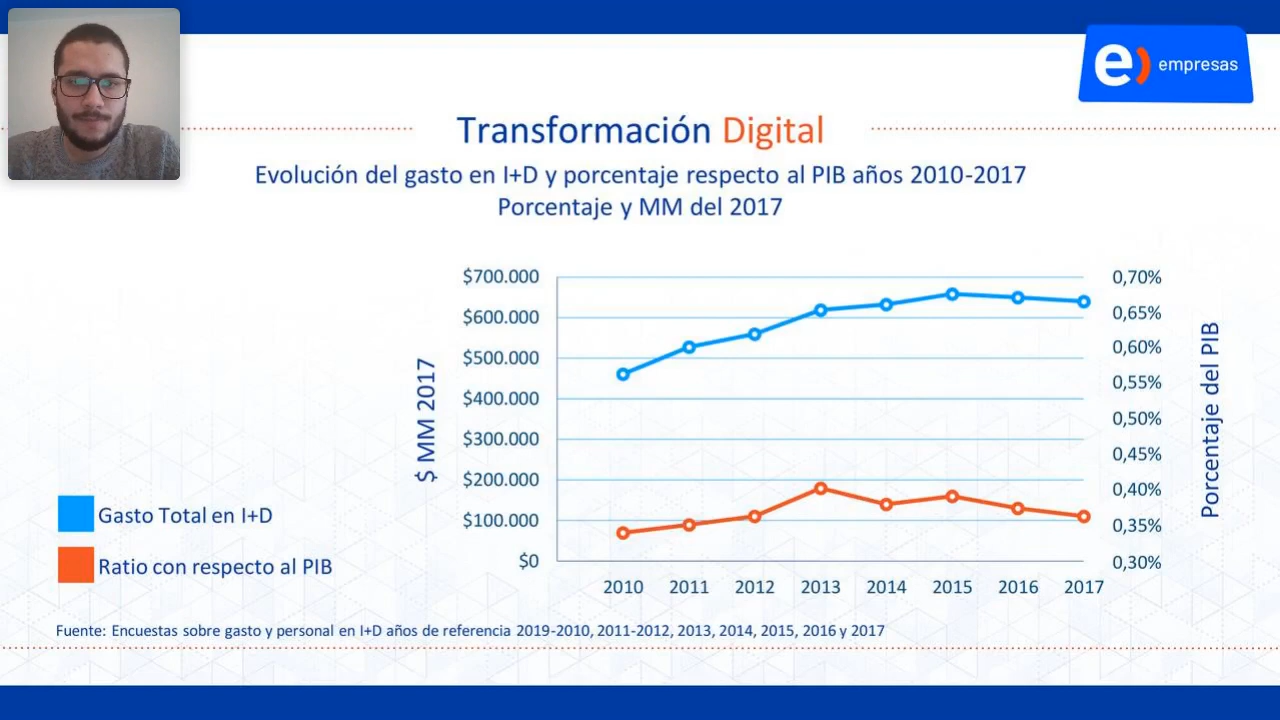 e) empresas
Transformación Digital
Evolución del gasto en I+D y porcentaje respecto al PIB años 2010-2017
Porcentaje y MM del 2017
$ MM 2017
$700.000
$600.000
$500.000
$400.000
$300.000
$200.000
$100.000
$0
0,70%
0,65%
0,60%
0,55%
0,50%
0,45%
0,40%
0,35%
0,30%
Porcentaje del PIB
2010 2011 2012 2013 2014 2015 2016 2017
Gasto Total en I+D
Ratio con respecto al PIB
Fuente: Encuestas sobre gasto y personal en I+D años de referencia 2019-2010, 2011-2012, 2013, 2014, 2015, 2016 y 2017